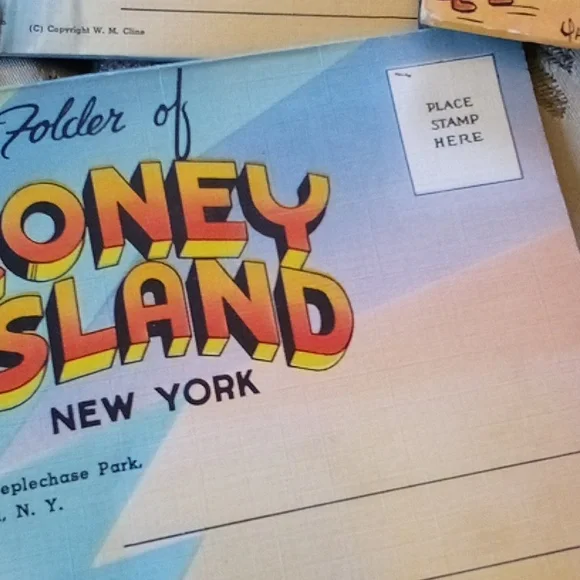 (C) Copyright W. M. Cline
Folder of
PLACE
STAMP
HERE
ONEY
SLAND
NEW YORK
eplechase Park,
, N. Y.